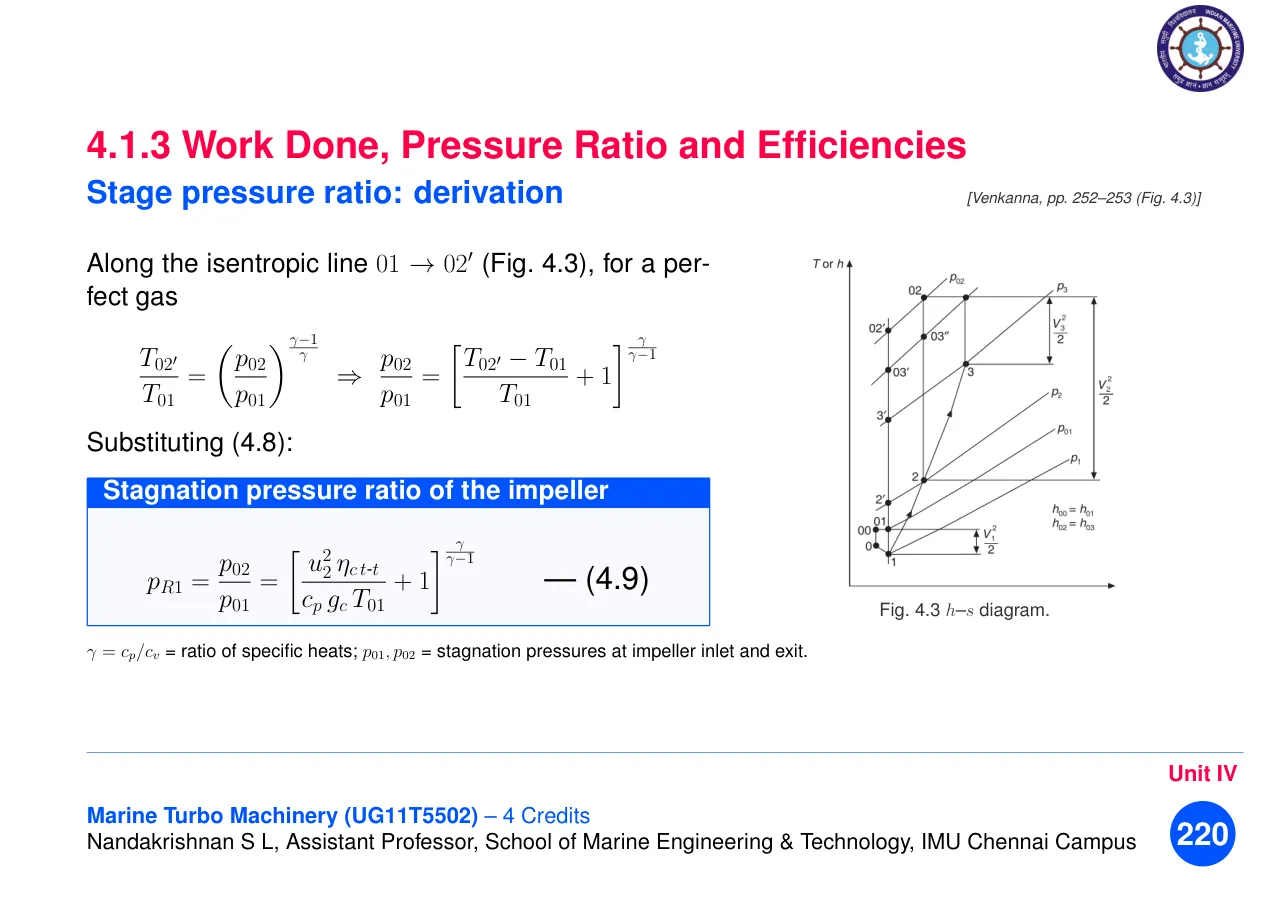 4.1.3 Work Done, Pressure Ratio and Efficiencies
Stage pressure ratio: derivation
[Venkanna, pp. 252–253 (Fig. 4.3)]
Along the isentropic line 01 → 02′ (Fig. 4.3), for a per-
fect gas
T₀₂′/T₀₁ = (p₀₂/p₀₁)^((γ−1)/γ) ⇒ p₀₂/p₀₁ = [(T₀₂′ − T₀₁)/T₀₁ + 1]^(γ/(γ−1))
Substituting (4.8):
Stagnation pressure ratio of the impeller
p_R1 = p₀₂/p₀₁ = [u₂² η_c t-t/(c_p g_c T₀₁) + 1]^(γ/(γ−1)) — (4.9)
γ = c_p/c_v = ratio of specific heats; p₀₁, p₀₂ = stagnation pressures at impeller inlet and exit.
T or h
p₀₂
02
p₃
02′
03″
V₃²/2
03′
3
V₂²/2
p₂
3′
p₀₁
p₁
2
2′
h₀₀ = h₀₁
h₀₂ = h₀₃
01
00
V₁²/2
0
1
Fig. 4.3 h–s diagram.
Unit IV
Marine Turbo Machinery (UG11T5502) – 4 Credits
Nandakrishnan S L, Assistant Professor, School of Marine Engineering & Technology, IMU Chennai Campus
220